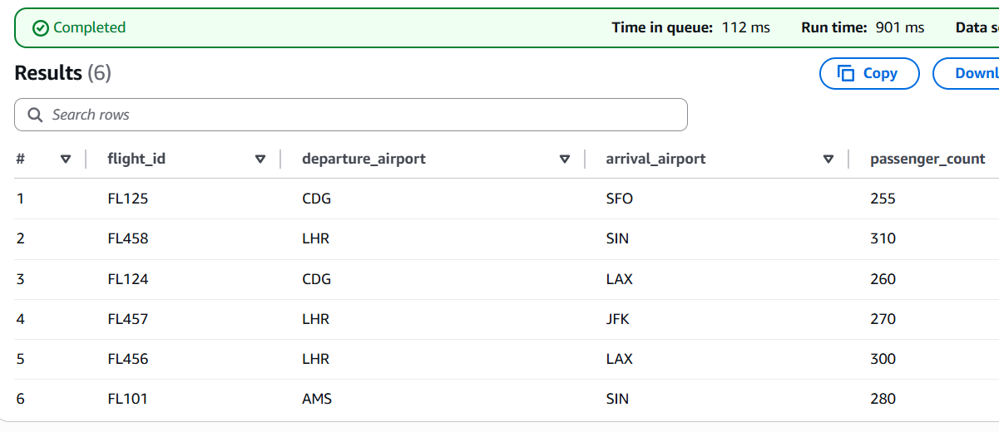 Completed Time in queue: 112 ms Run time: 901 ms Data
Results (6) Copy
Search rows
# flight_id departure_airport arrival_airport passenger_count
1 FL125 CDG SFO 255
2 FL458 LHR SIN 310
3 FL124 CDG LAX 260
4 FL457 LHR JFK 270
5 FL456 LHR LAX 300
6 FL101 AMS SIN 280